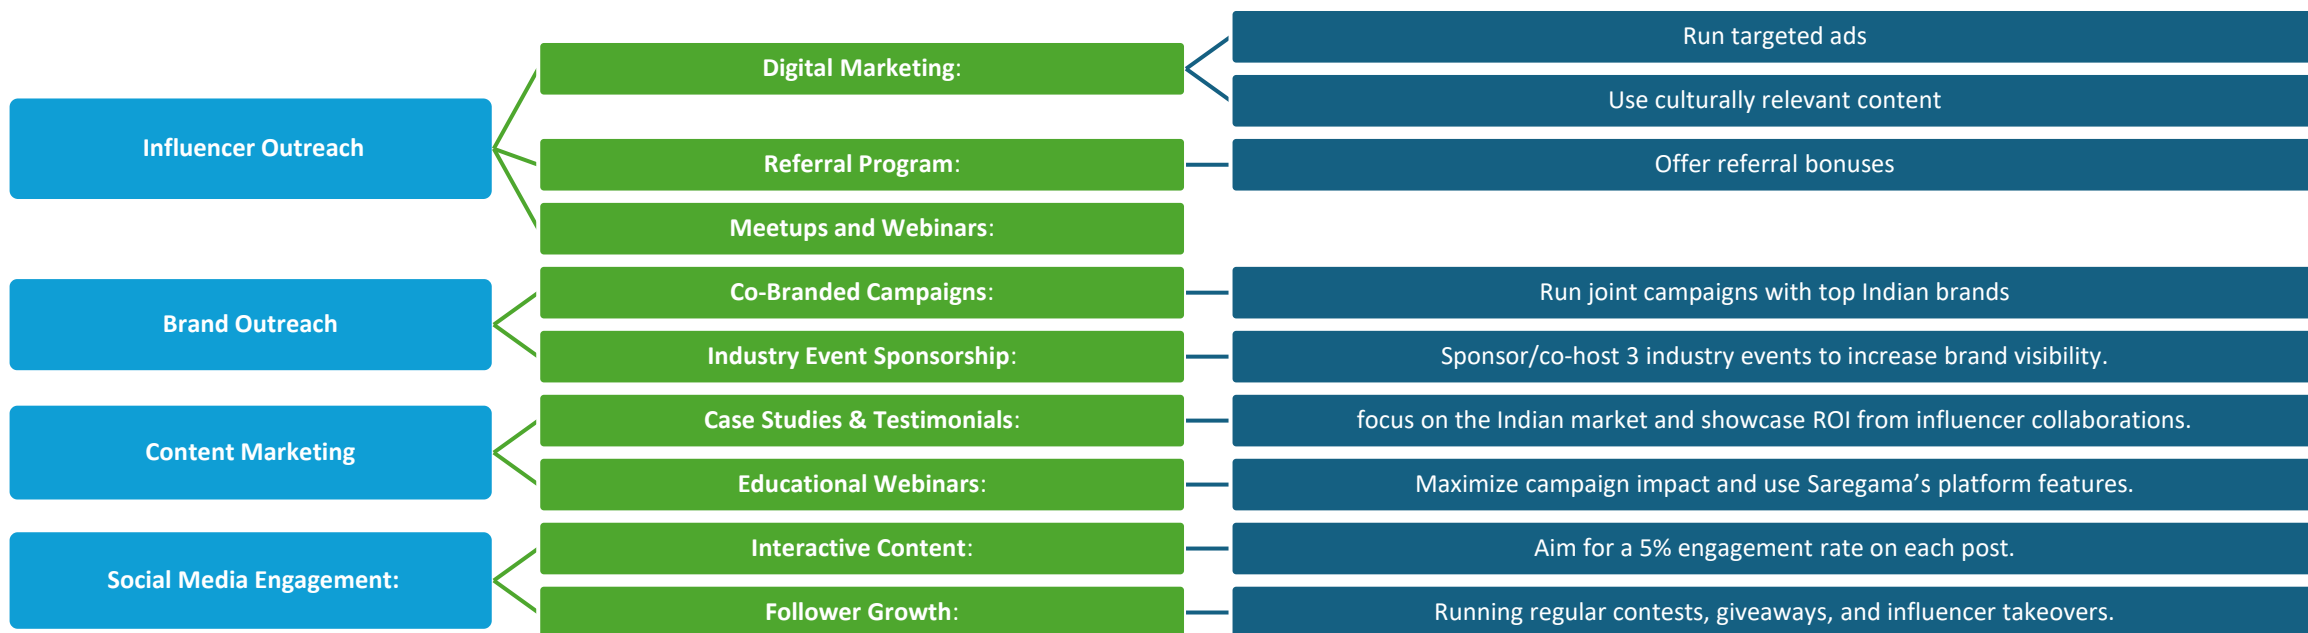 Influencer Outreach
Digital Marketing:
Run targeted ads
Use culturally relevant content
Referral Program:
Offer referral bonuses
Meetups and Webinars:
Brand Outreach
Co-Branded Campaigns:
Run joint campaigns with top Indian brands
Industry Event Sponsorship:
Sponsor/co-host 3 industry events to increase brand visibility.
Content Marketing
Case Studies & Testimonials:
focus on the Indian market and showcase ROI from influencer collaborations.
Educational Webinars:
Maximize campaign impact and use Saregama’s platform features.
Social Media Engagement:
Interactive Content:
Aim for a 5% engagement rate on each post.
Follower Growth:
Running regular contests, giveaways, and influencer takeovers.